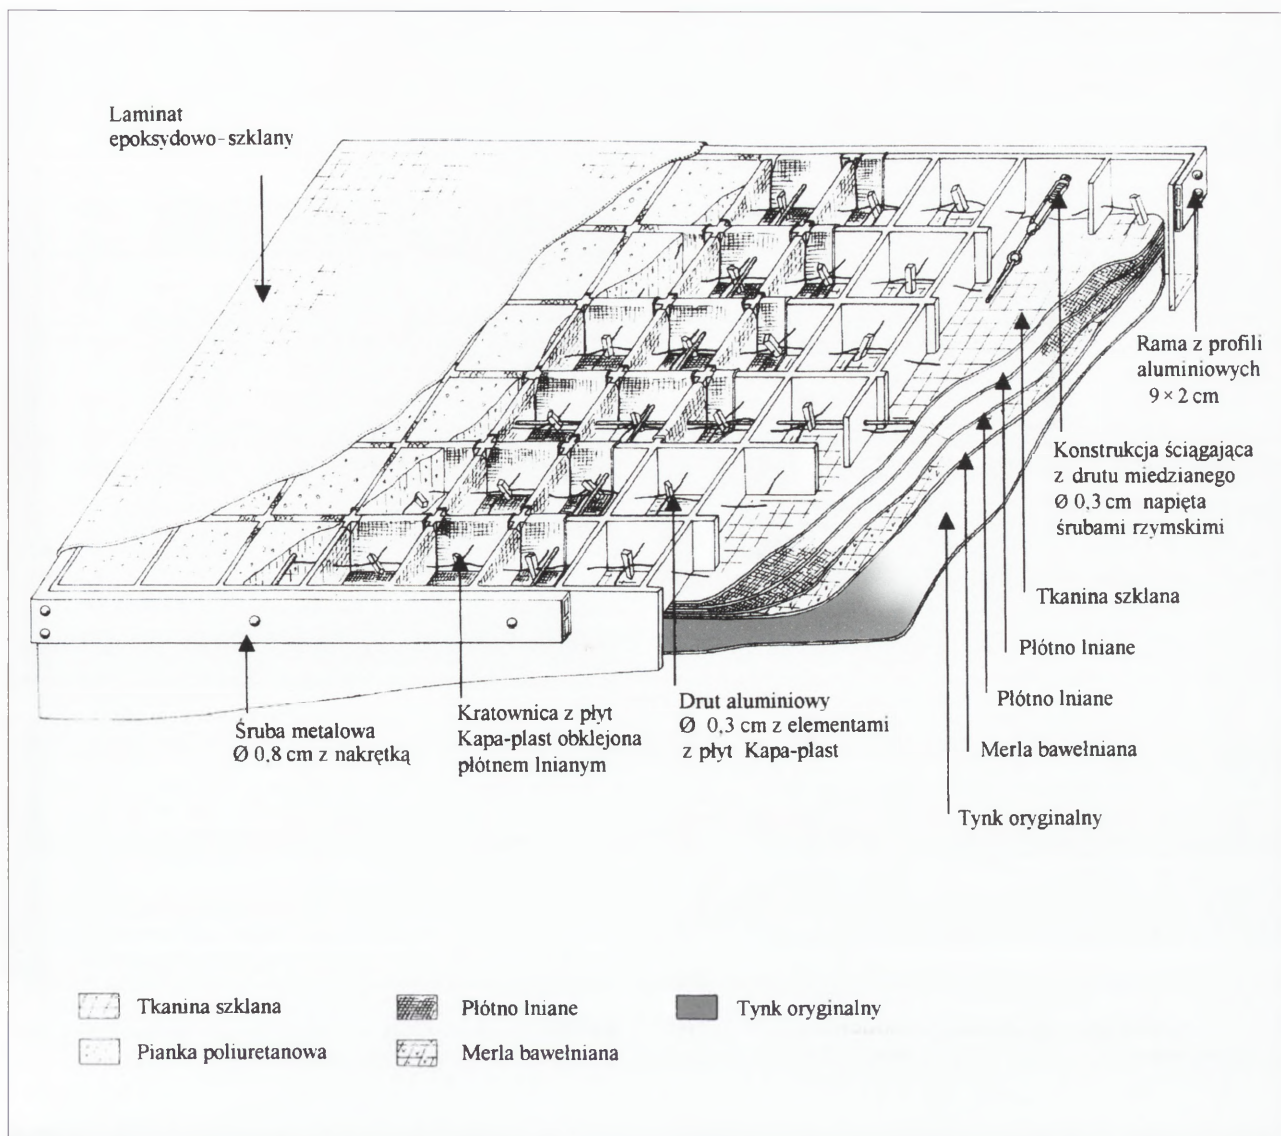 Laminat
epoksydowo-szklany
Rama z profili
aluminiowych
9 × 2 cm
Konstrukcja ściągająca
z drutu miedzianego
Ø 0,3 cm napięta
śrubami rzymskimi
Tkanina szklana
Płótno lniane
Płótno lniane
Merla bawełniana
Tynk oryginalny
Drut aluminiowy
Ø 0,3 cm z elementami
z płyt Kapa-plast
Kratownica z płyt
Kapa-plast obklejona
płótnem lnianym
Śruba metalowa
Ø 0,8 cm z nakrętką
Tkanina szklana
Płótno lniane
Tynk oryginalny
Pianka poliuretanowa
Merla bawełniana